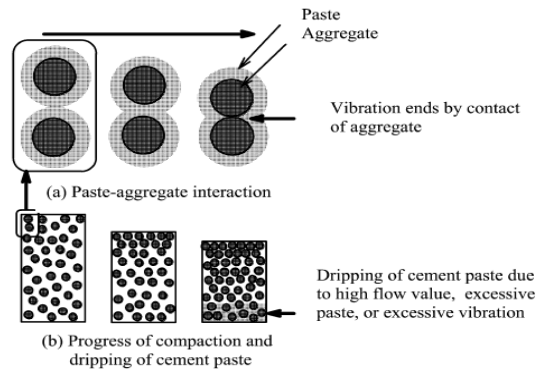 Paste
Aggregate
Vibration ends by contact
of aggregate
(a) Paste-aggregate interaction
Dripping of cement paste due
to high flow value, excessive
paste, or excessive vibration
(b) Progress of compaction and
dripping of cement paste